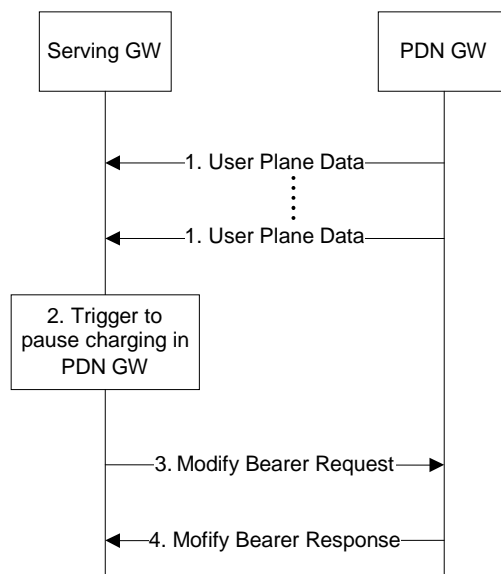 Serving GW
PDN GW
1. User Plane Data
1. User Plane Data
2. Trigger to
pause charging in
PDN GW
3. Modify Bearer Request
4. Mofify Bearer Response